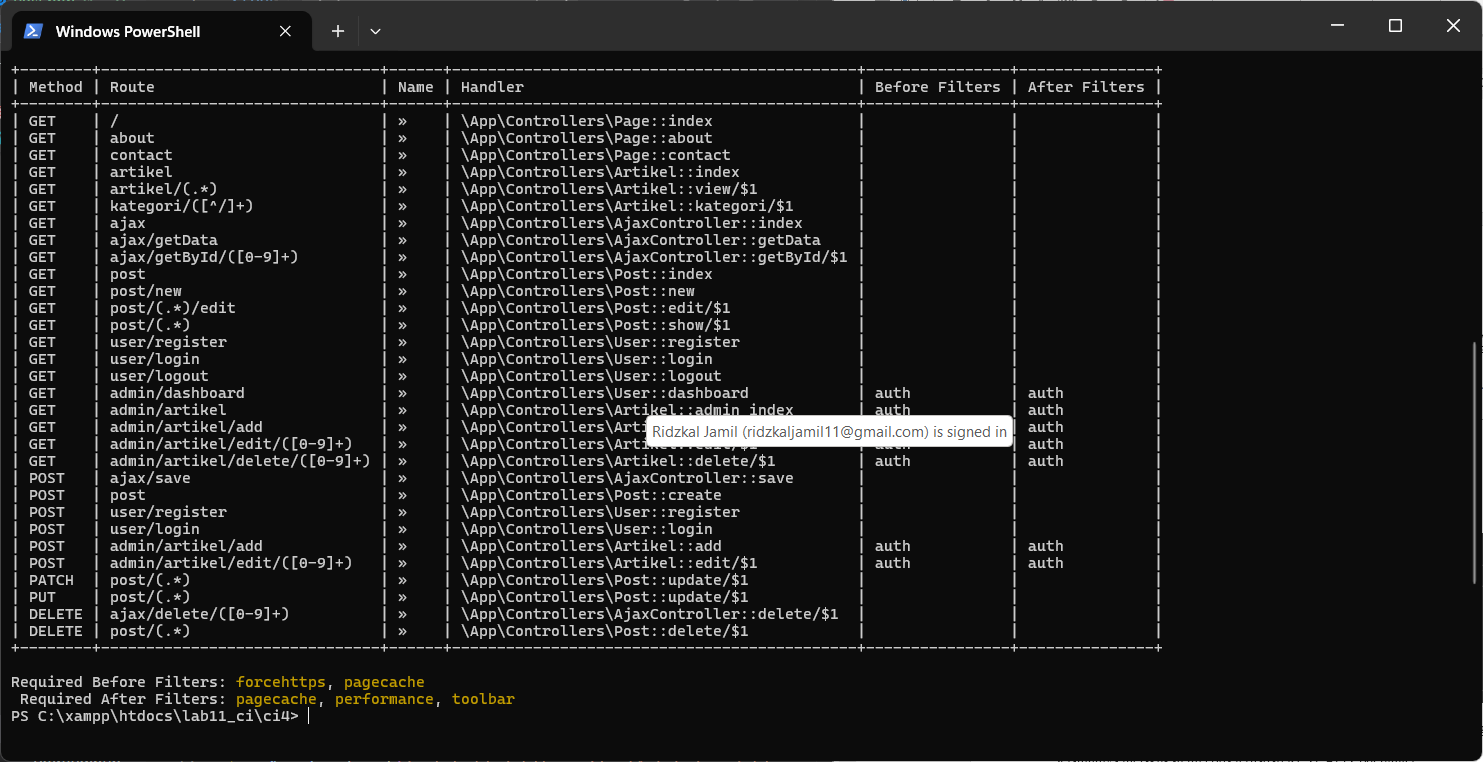 Windows PowerShell
| Method | Route | Name | Handler | Before Filters | After Filters |
| GET | / | » | \App\Controllers\Page::index | | |
| GET | about | » | \App\Controllers\Page::about | | |
| GET | contact | » | \App\Controllers\Page::contact | | |
| GET | artikel | » | \App\Controllers\Artikel::index | | |
| GET | artikel/(.*) | » | \App\Controllers\Artikel::view/$1 | | |
| GET | kategori/([^/]+) | » | \App\Controllers\Artikel::kategori/$1 | | |
| GET | ajax | » | \App\Controllers\AjaxController::index | | |
| GET | ajax/getData | » | \App\Controllers\AjaxController::getData | | |
| GET | ajax/getById/([0-9]+) | » | \App\Controllers\AjaxController::getById/$1 | | |
| GET | post | » | \App\Controllers\Post::index | | |
| GET | post/new | » | \App\Controllers\Post::new | | |
| GET | post/(.*)/edit | » | \App\Controllers\Post::edit/$1 | | |
| GET | post/(.*) | » | \App\Controllers\Post::show/$1 | | |
| GET | user/register | » | \App\Controllers\User::register | | |
| GET | user/login | » | \App\Controllers\User::login | | |
| GET | user/logout | » | \App\Controllers\User::logout | | |
| GET | admin/dashboard | » | \App\Controllers\User::dashboard | auth | auth |
| GET | admin/artikel | » | \App\Controllers\Artikel::admin_index | auth | auth |
| GET | admin/artikel/add | » | \App\Controllers\Arti | auth |
Ridzkal Jamil (ridzkaljamil11@gmail.com) is signed in
| GET | admin/artikel/edit/([0-9]+) | » | \App\Controllers\Artikel::edit/$1 | auth | auth |
| GET | admin/artikel/delete/([0-9]+) | » | \App\Controllers\Artikel::delete/$1 | auth | auth |
| POST | ajax/save | » | \App\Controllers\AjaxController::save | | |
| POST | post | » | \App\Controllers\Post::create | | |
| POST | user/register | » | \App\Controllers\User::register | | |
| POST | user/login | » | \App\Controllers\User::login | | |
| POST | admin/artikel/add | » | \App\Controllers\Artikel::add | auth | auth |
| POST | admin/artikel/edit/([0-9]+) | » | \App\Controllers\Artikel::edit/$1 | auth | auth |
| PATCH | post/(.*) | » | \App\Controllers\Post::update/$1 | | |
| PUT | post/(.*) | » | \App\Controllers\Post::update/$1 | | |
| DELETE | ajax/delete/([0-9]+) | » | \App\Controllers\AjaxController::delete/$1 | | |
| DELETE | post/(.*) | » | \App\Controllers\Post::delete/$1 | | |
Required Before Filters: forcehttps, pagecache
Required After Filters: pagecache, performance, toolbar
PS C:\xampp\htdocs\lab11_ci\ci4>